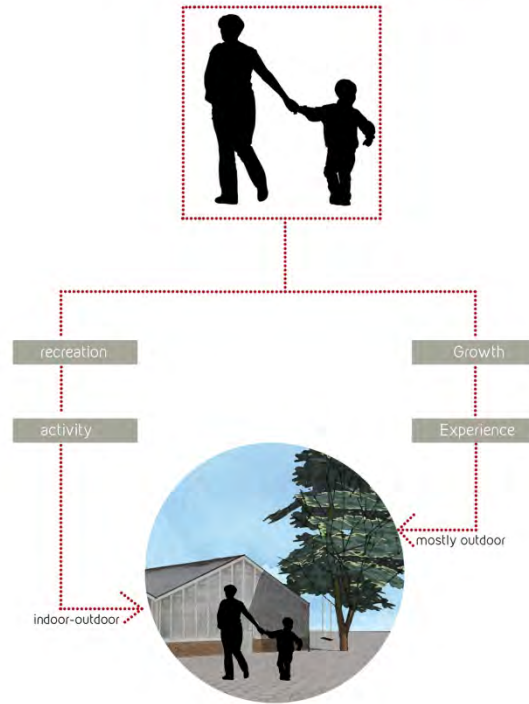 recreation
Growth
activity
Experience
mostly outdoor
indoor-outdoor